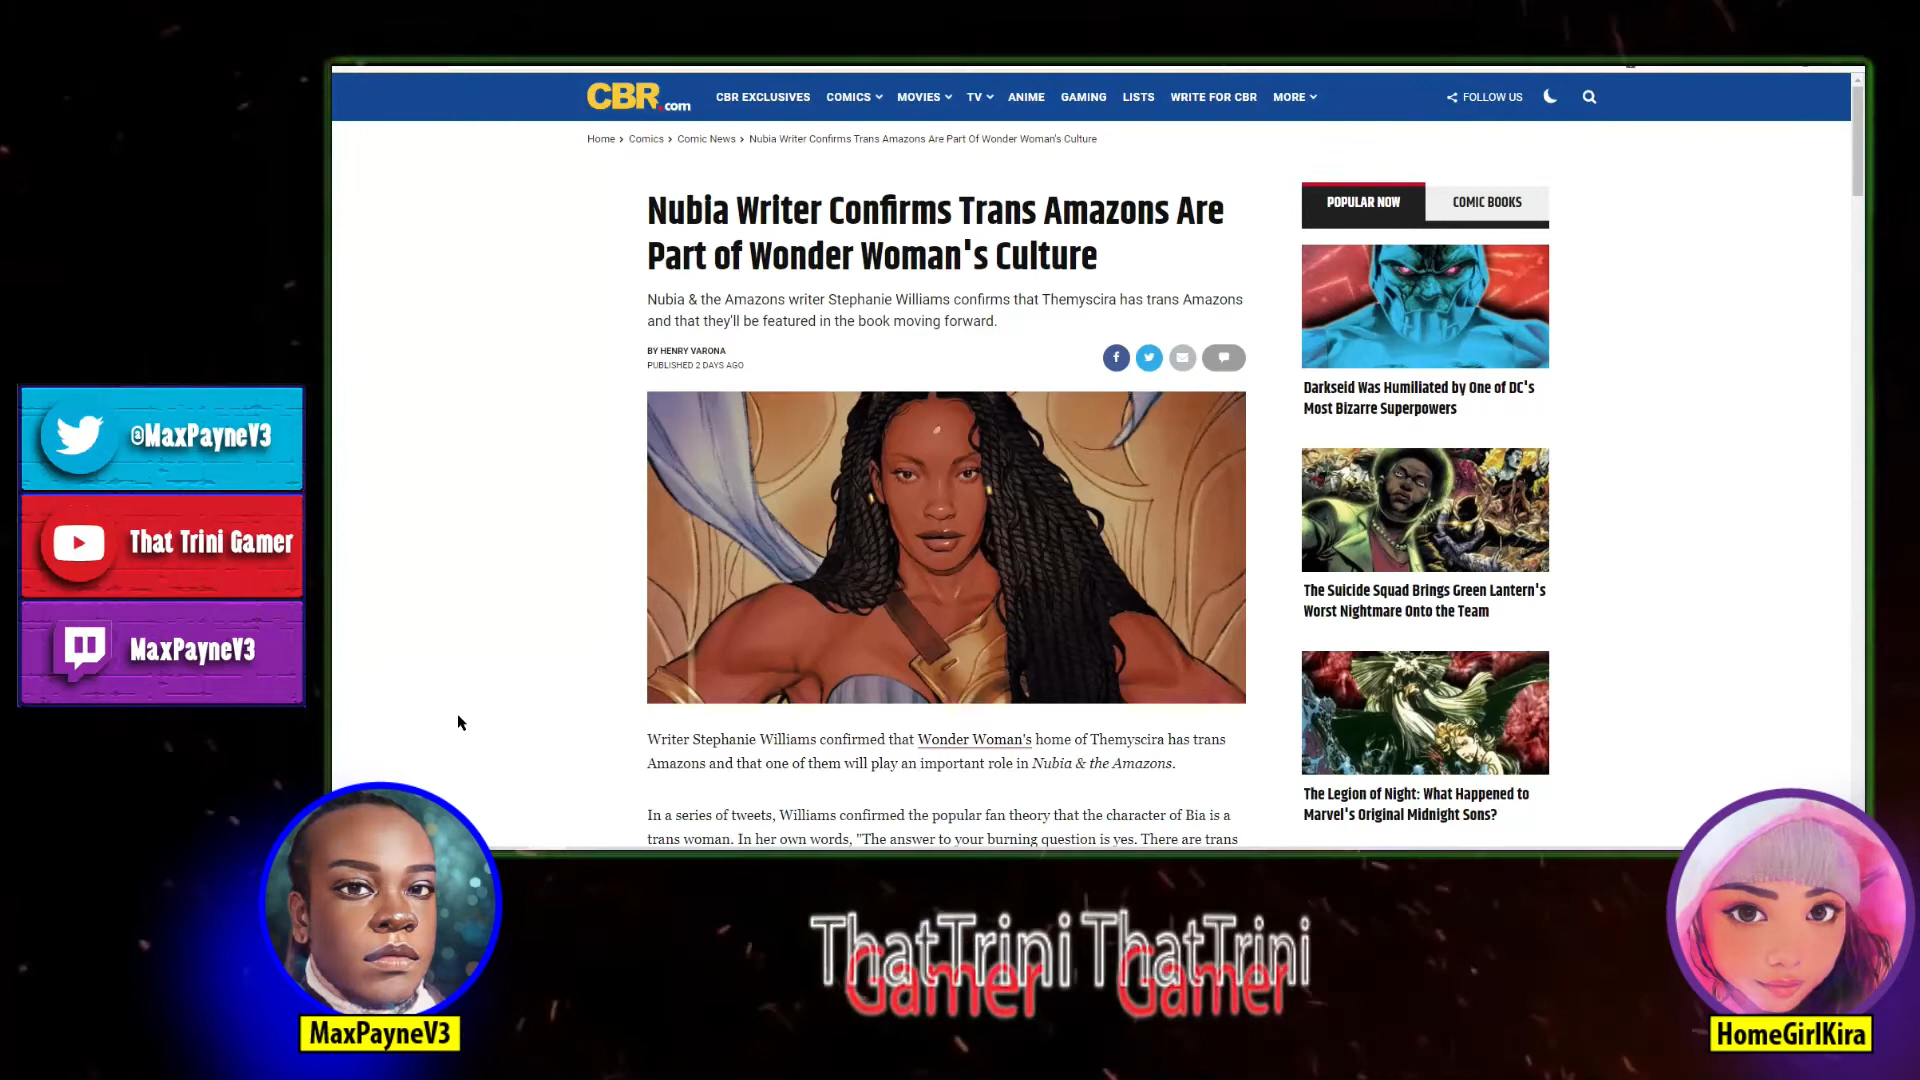 CBR.com
CBR EXCLUSIVES COMICS MOVIES TV ANIME GAMING LISTS WRITE FOR CBR MORE FOLLOW US
Home > Comics > Comic News > Nubia Writer Confirms Trans Amazons Are Part Of Wonder Woman's Culture
Nubia Writer Confirms Trans Amazons Are
Part of Wonder Woman's Culture
Nubia & the Amazons writer Stephanie Williams confirms that Themyscira has trans Amazons
and that they'll be featured in the book moving forward.
BY HENRY VARONA
PUBLISHED 2 DAYS AGO
Writer Stephanie Williams confirmed that Wonder Woman's home of Themyscira has trans
Amazons and that one of them will play an important role in Nubia & the Amazons.
In a series of tweets, Williams confirmed the popular fan theory that the character of Bia is a
trans woman. In her own words, "The answer to your burning question is yes. There are trans
POPULAR NOW
COMIC BOOKS
Darkseid Was Humiliated by One of DC's
Most Bizarre Superpowers
The Suicide Squad Brings Green Lantern's
Worst Nightmare Onto the Team
The Legion of Night: What Happened to
Marvel's Original Midnight Sons?
@MaxPayneV3
That Trini Gamer
MaxPayneV3
MaxPayneV3
ThatTrini ThatTrini
Gamer Gamer
HomeGirlKira